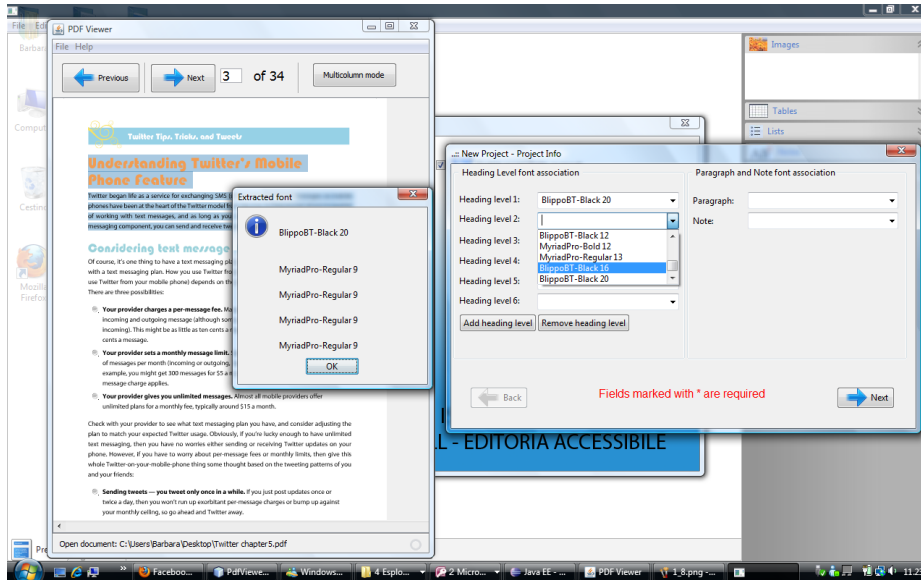 File Edi
Barbara
Comput
Cestino
Mozilla
Firefox
PDF Viewer
File Help
Previous
Next
3
of 34
Multicolumn mode
Twitter Tips, Tricks, and Tweets
Understanding Twitter's Mobile
Phone Feature
Twitter began life as a service for exchanging SMS
phones have been at the heart of the Twitter model
of working with text messages, and as long as you
messaging component, you can send and receive
Considering text message
Of course, it's one thing to have a text messaging
with a text messaging plan. How you use Twitter
use Twitter from your mobile phone) depends on
There are three possibilities:
Your provider charges a per-message fee.
incoming and outgoing message (although
incoming). This might be as little as ten cents a
cents a message.
Your provider sets a monthly message limit.
of messages per month (incoming or outgoing,
example, you might get 300 messages for $5 a
message charge applies.
Your provider gives you unlimited messages. Almost all mobile providers offer
unlimited plans for a monthly fee, typically around $15 a month.
Check with your provider to see what text messaging plan you have, and consider adjusting the
plan to match your expected Twitter usage. Obviously, if you're lucky enough to have unlimited
text messaging, then you have no worries either sending or receiving Twitter updates on your
phone. However, if you have to worry about per-message fees or monthly limits, then give this
whole Twitter-on-your-mobile-phone thing some thought based on the tweeting patterns of you
and your friends:
Sending tweets — you tweet only once in a while. If you just post updates once or
twice a day, then you won't run up exorbitant per-message charges or bump up against
your monthly ceiling, so go ahead and Twitter away.
Open document: C:\Users\Barbara\Desktop\Twitter chapter5.pdf
Extracted font
BlippoBT-Black 20
MyriadPro-Regular 9
MyriadPro-Regular 9
MyriadPro-Regular 9
MyriadPro-Regular 9
OK
..:: New Project - Project Info
Heading Level font association
Heading level 1:
BlippoBT-Black 20
Heading level 2:
BlippoBT-Black 12
MyriadPro-Bold 12
MyriadPro-Regular 13
BlippoBT-Black 16
BlippoBT-Black 20
Heading level 3:
Heading level 4:
Heading level 5:
Heading level 6:
Add heading level
Remove heading level
Paragraph and Note font association
Paragraph:
Note:
Back
Fields marked with * are required
Next
L - EDITORIA ACCESSIBILE
Images
Tables
Lists
Pre
Faceboo...
PdfViewe...
Windows...
4 Esplo...
2 Micro...
Java EE - ...
PDF Viewer
1_8.png -...